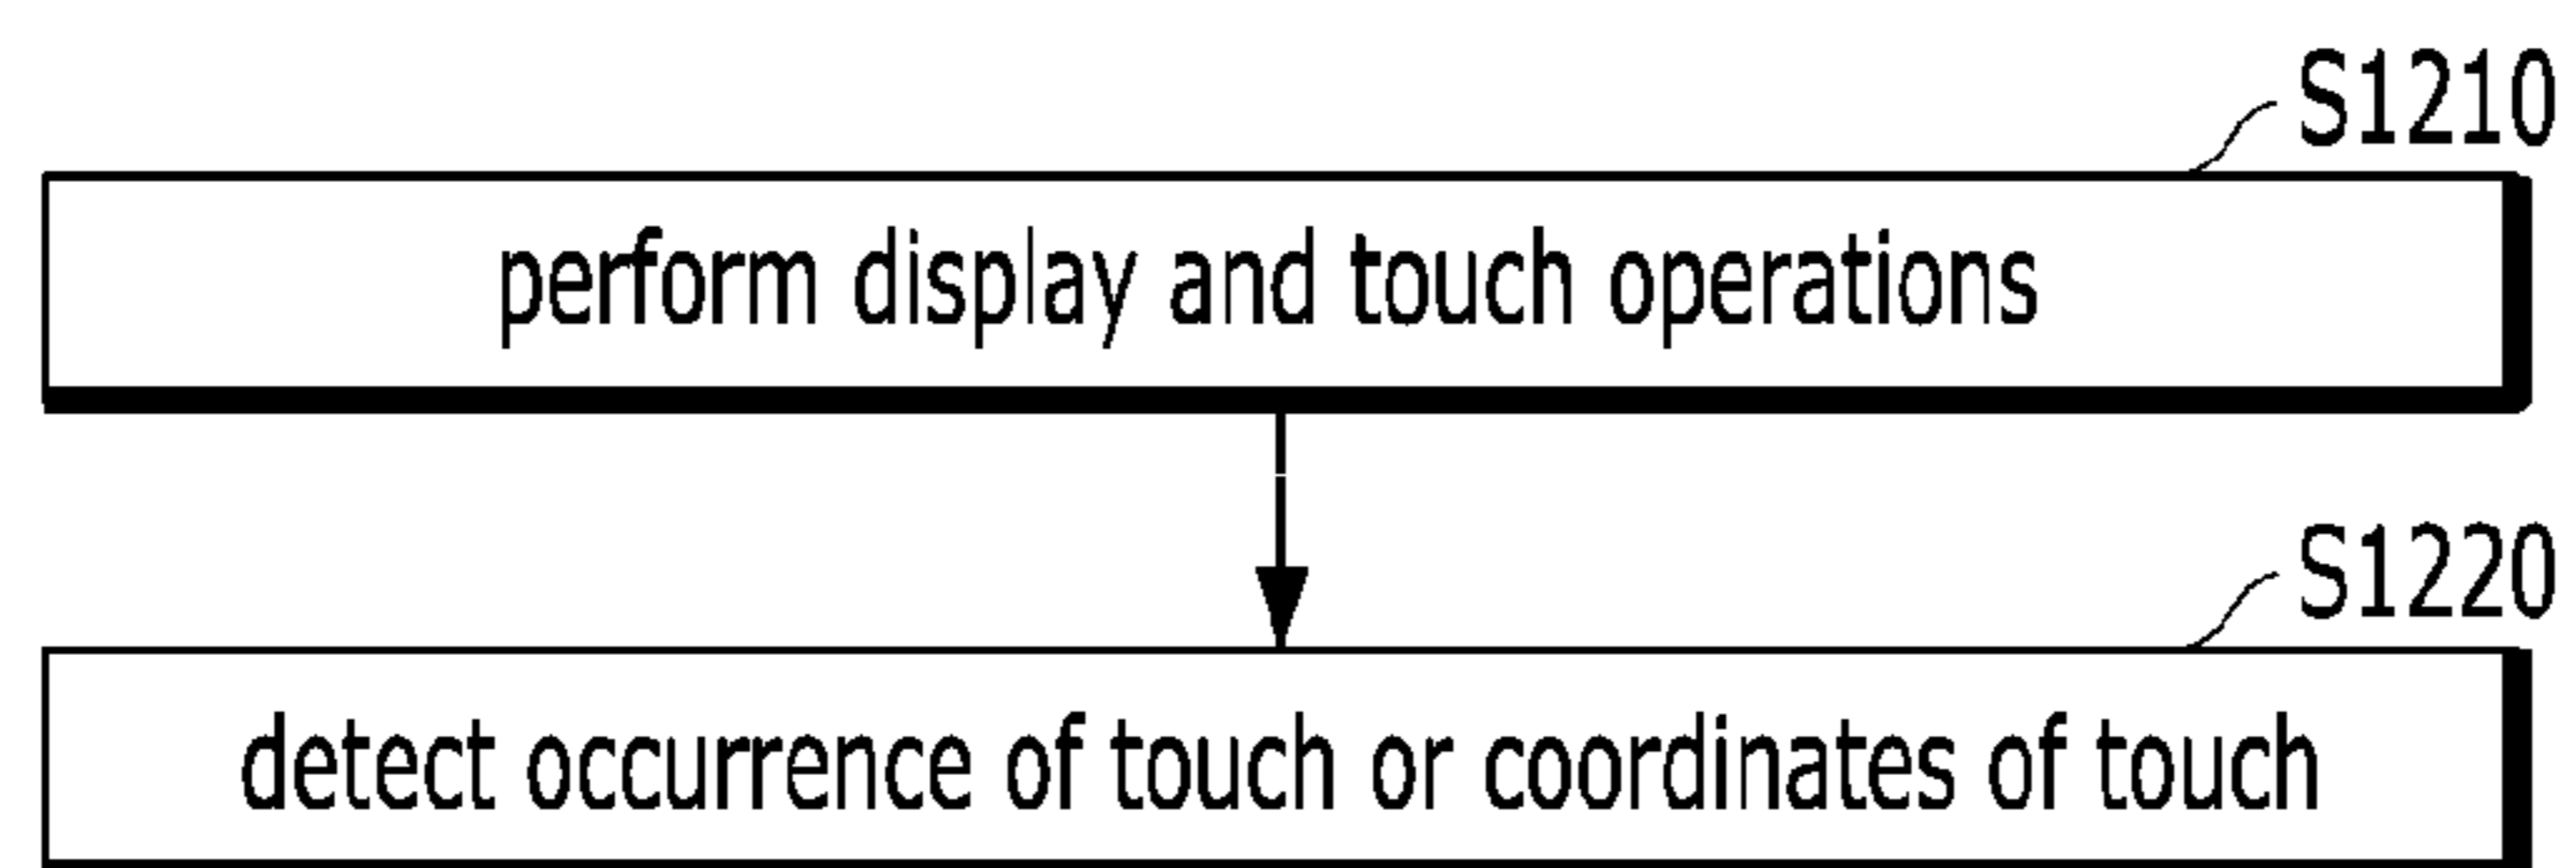 S1210
perform display and touch operations
S1220
detect occurrence of touch or coordinates of touch